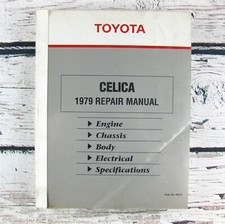 TOYOTA
CELICA
1979 REPAIR MANUAL
Engine
Chassis
Body
Electrical
Specifications